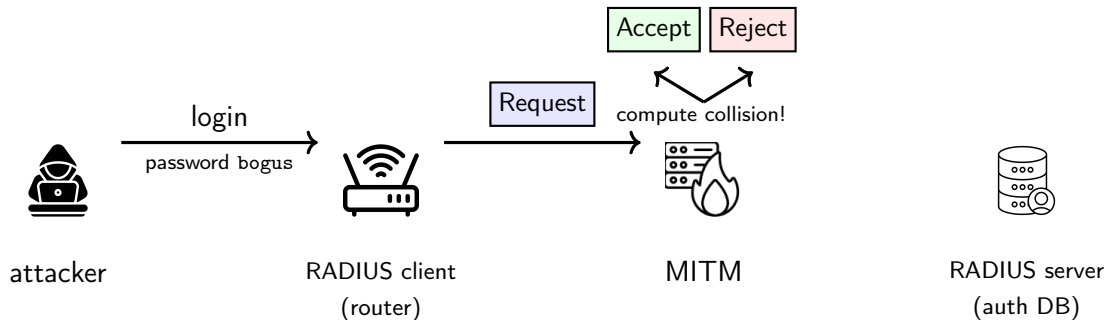 Accept Reject
Request
compute collision!
login
password bogus
attacker
RADIUS client
(router)
MITM
RADIUS server
(auth DB)